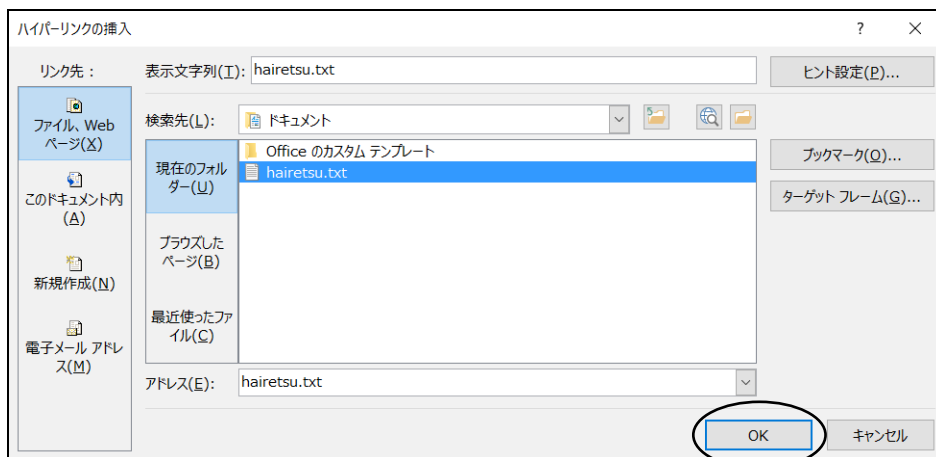 ハイパーリンクの挿入
? ×
リンク先：
表示文字列(T): hairetsu.txt
ヒント設定(P)...
ファイル、Web
ページ(X)
このドキュメント内
(A)
新規作成(N)
電子メール アドレ
ス(M)
検索先(L): ドキュメント
現在のフォル
ダー(U)
ブラウズした
ページ(B)
最近使ったファ
イル(C)
Office のカスタム テンプレート
hairetsu.txt
ブックマーク(O)...
ターゲット フレーム(G)...
アドレス(E): hairetsu.txt
OK
キャンセル